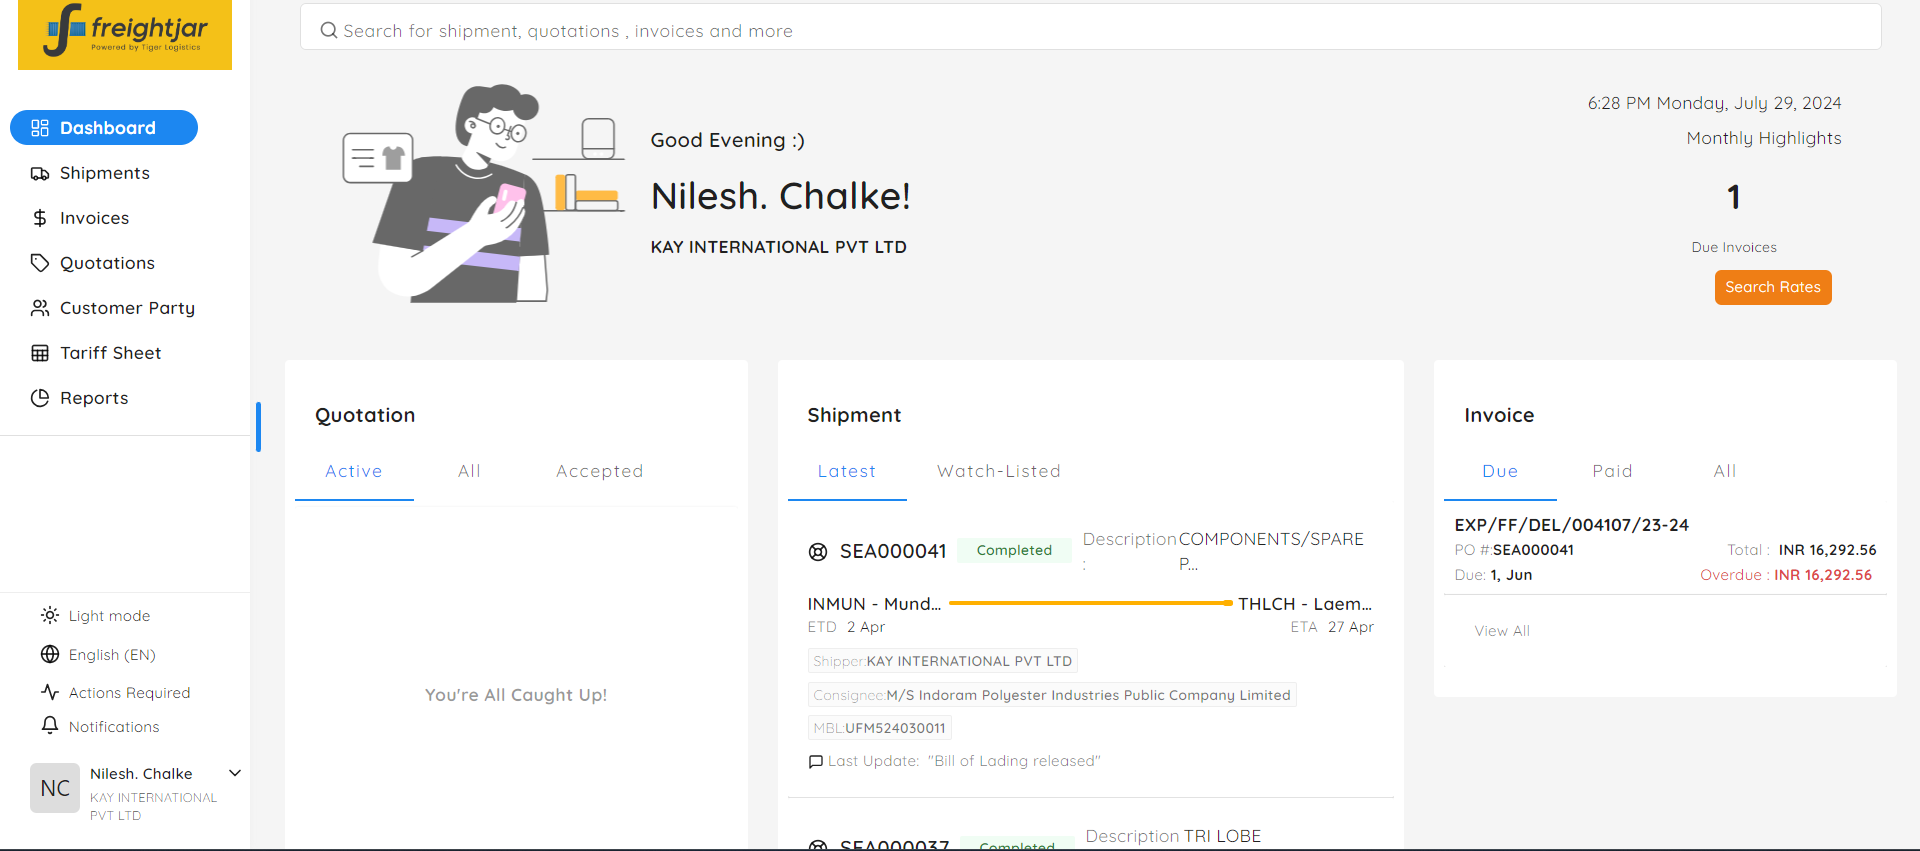 freightjar
Powered by Tiger Logistics
Search for shipment, quotations , invoices and more
Dashboard
Shipments
Invoices
Quotations
Customer Party
Tariff Sheet
Reports
Light mode
English (EN)
Actions Required
Notifications
NC
Nilesh. Chalke
KAY INTERNATIONAL
PVT LTD
Good Evening :)
Nilesh. Chalke!
KAY INTERNATIONAL PVT LTD
6:28 PM Monday, July 29, 2024
Monthly Highlights
1
Due Invoices
Search Rates
Quotation
Active All Accepted
You're All Caught Up!
Shipment
Latest Watch-Listed
SEA000041 Completed Description COMPONENTS/SPARE
: P...
INMUN - Mund... THLCH - Laem...
ETD 2 Apr ETA 27 Apr
Shipper:KAY INTERNATIONAL PVT LTD
Consignee:M/S Indoram Polyester Industries Public Company Limited
MBL:UFM524030011
Last Update: "Bill of Lading released"
SEA000037 Completed Description TRI LOBE
Invoice
Due Paid All
EXP/FF/DEL/004107/23-24
PO #:SEA000041 Total : INR 16,292.56
Due: 1, Jun Overdue : INR 16,292.56
View All